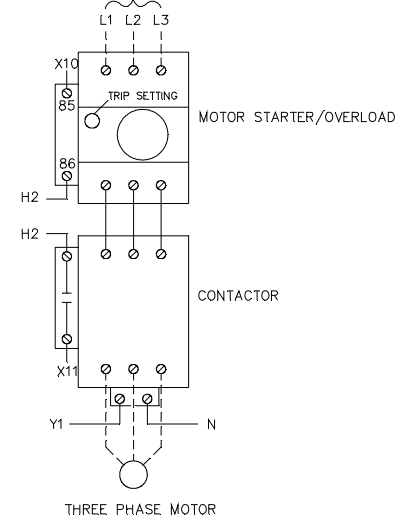 L1 L2 L3
X10
85
TRIP SETTING
MOTOR STARTER/OVERLOAD
86
H2
H2
CONTACTOR
X11
Y1 N
THREE PHASE MOTOR